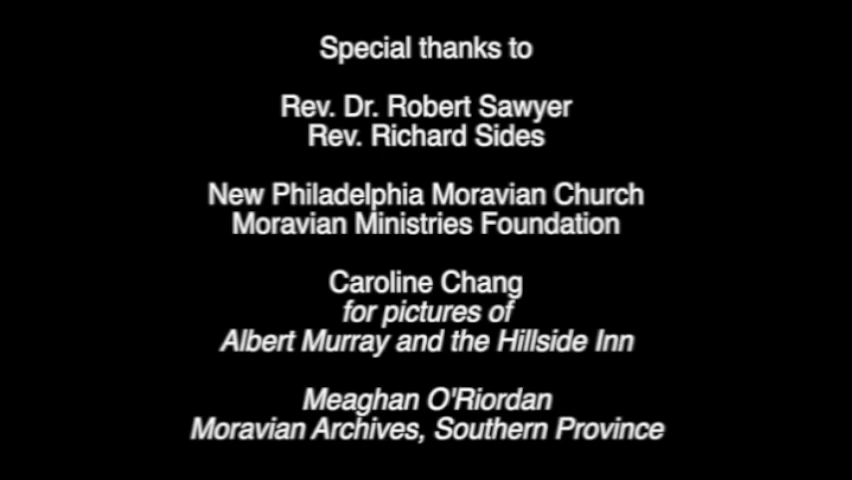 Special thanks to
Rev. Dr. Robert Sawyer
Rev. Richard Sides
New Philadelphia Moravian Church
Moravian Ministries Foundation
Caroline Chang
for pictures of
Albert Murray and the Hillside Inn
Meaghan O'Riordan
Moravian Archives, Southern Province